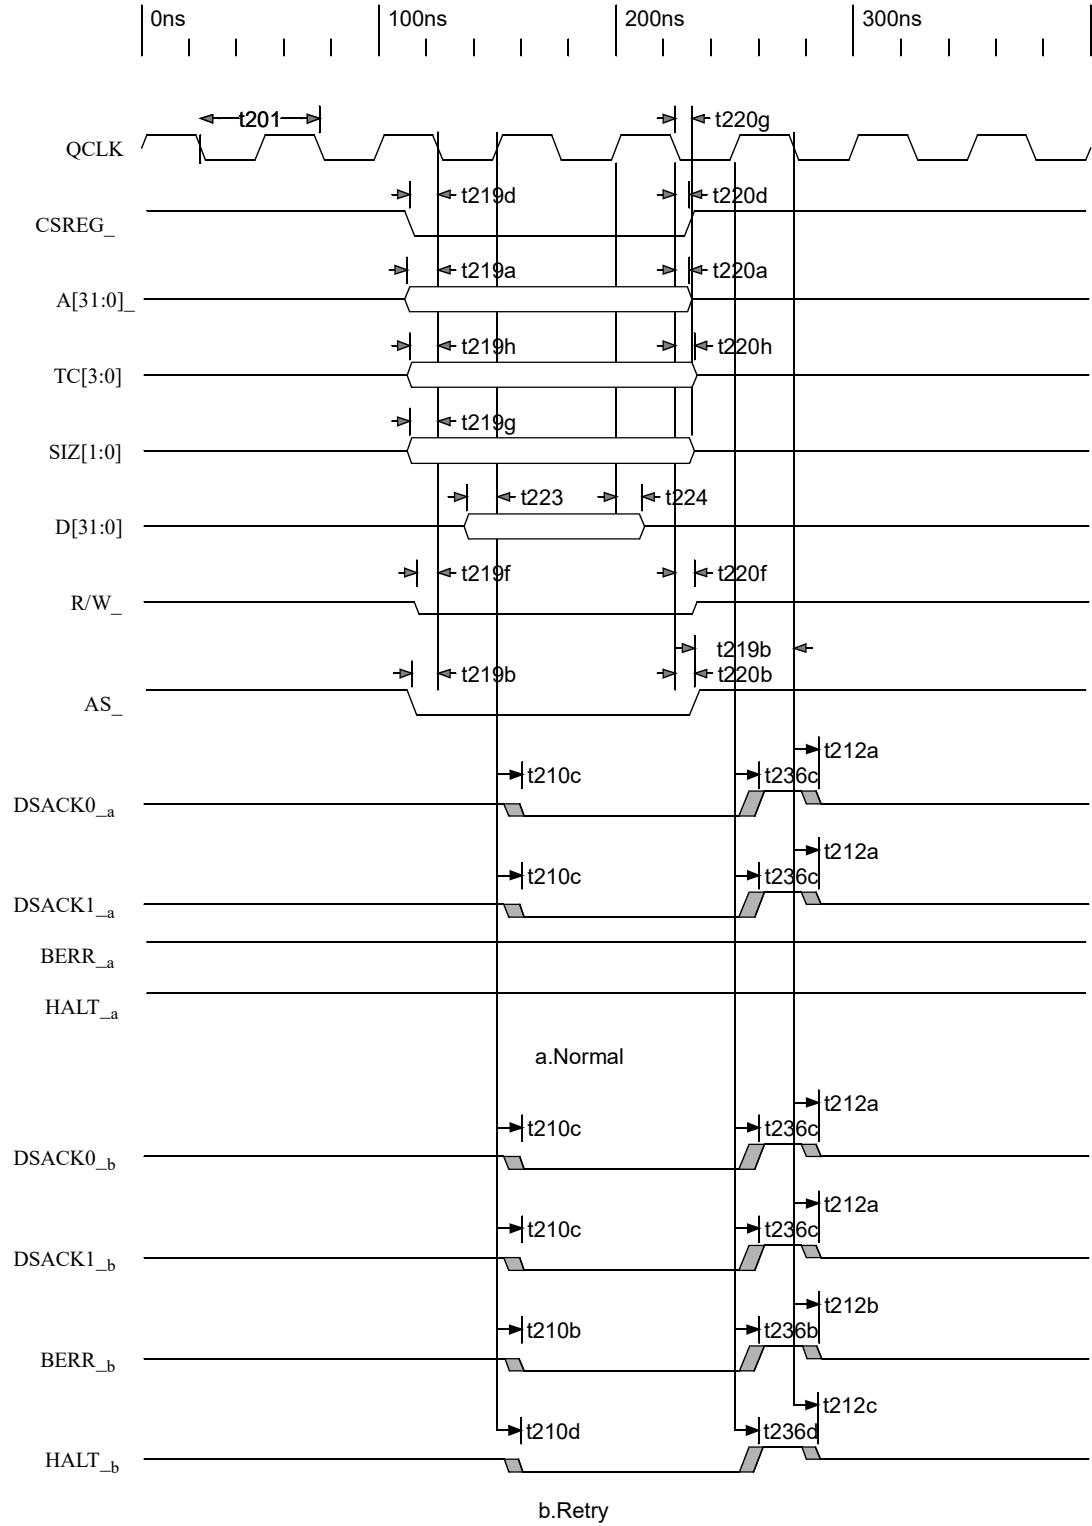 0ns 100ns 200ns 300ns
t201 t220g
QCLK
t219d t220d
CSREG_
t219a t220a
A[31:0]_
t219h t220h
TC[3:0]
t219g
SIZ[1:0]
t223 t224
D[31:0]
t219f t220f
R/W_
t219b
t219b t220b
AS_
t212a
t210c t236c
DSACK0_a
t212a
t210c t236c
DSACK1_a
BERR_a
HALT_a
a.Normal
t212a
t210c t236c
DSACK0_b
t212a
t210c t236c
DSACK1_b
t212b
t210b t236b
BERR_b
t212c
t210d t236d
HALT_b
b.Retry